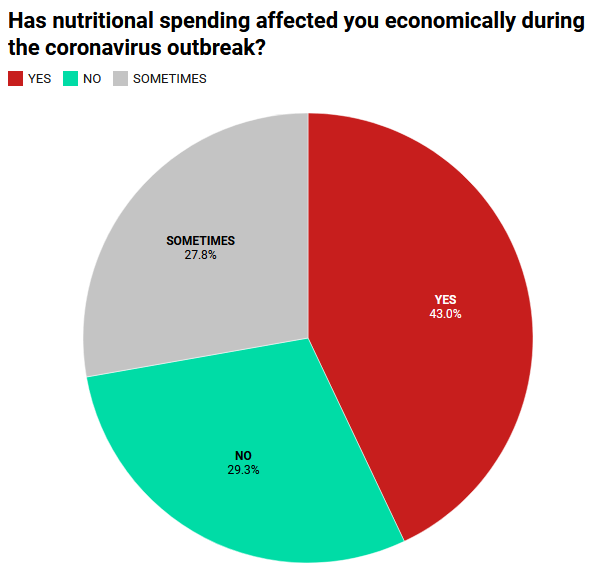 Has nutritional spending affected you economically during
the coronavirus outbreak?
YES NO SOMETIMES
SOMETIMES
27.8%
YES
43.0%
NO
29.3%